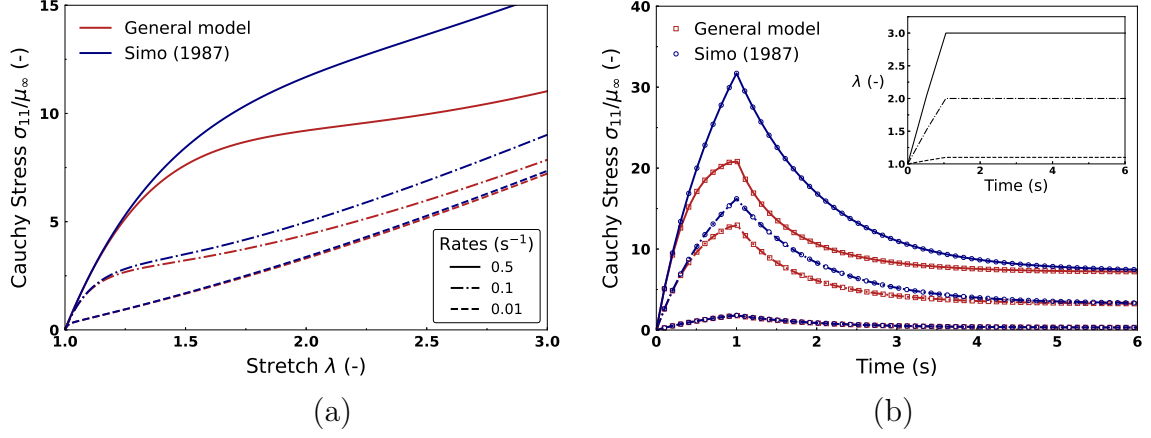 15
10
5
0
Cauchy Stress σ₁₁/μ∞ (-)
General model
Simo (1987)
Rates (s⁻¹)
0.5
0.1
0.01
1.0 1.5 2.0 2.5 3.0
Stretch λ (-)
(a)
40
30
20
10
0
Cauchy Stress σ₁₁/μ∞ (-)
General model
Simo (1987)
λ (-)
3.0
2.5
2.0
1.5
1.0
0 2 4 6
Time (s)
0 1 2 3 4 5 6
Time (s)
(b)